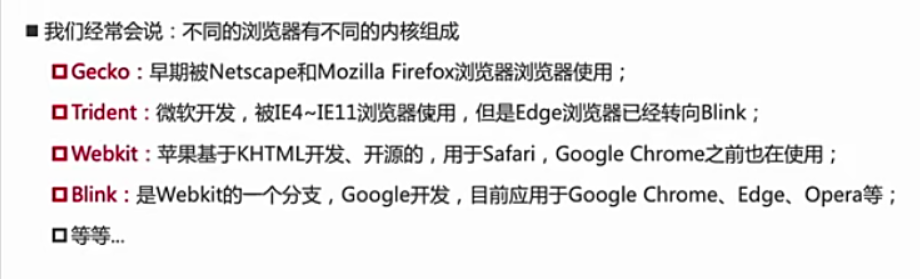 我们经常会说：不同的浏览器有不同的内核组成
Gecko：早期被Netscape和Mozilla Firefox浏览器浏览器使用；
Trident：微软开发，被IE4~IE11浏览器使用，但是Edge浏览器已经转向Blink；
Webkit：苹果基于KHTML开发、开源的，用于Safari，Google Chrome之前也在使用；
Blink：是Webkit的一个分支，Google开发，目前应用于Google Chrome、Edge、Opera等；
等等...